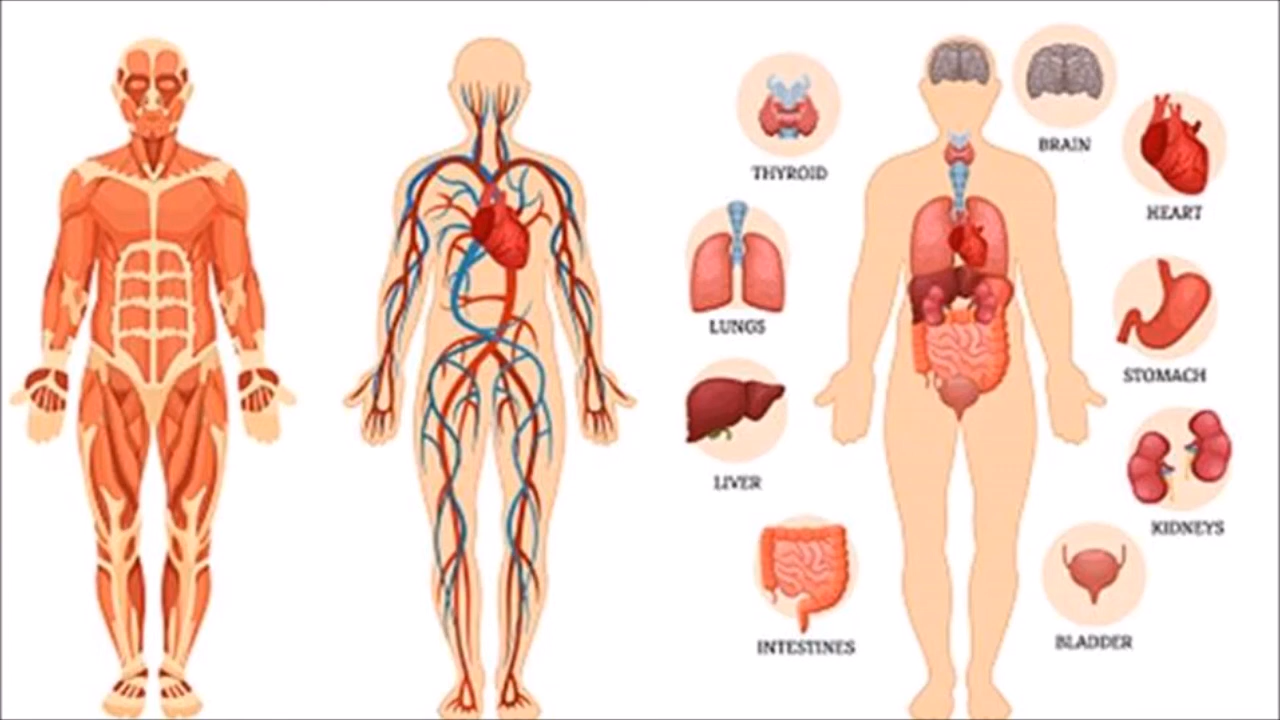 THYROID
BRAIN
HEART
LUNGS
STOMACH
LIVER
KIDNEYS
INTESTINES
BLADDER